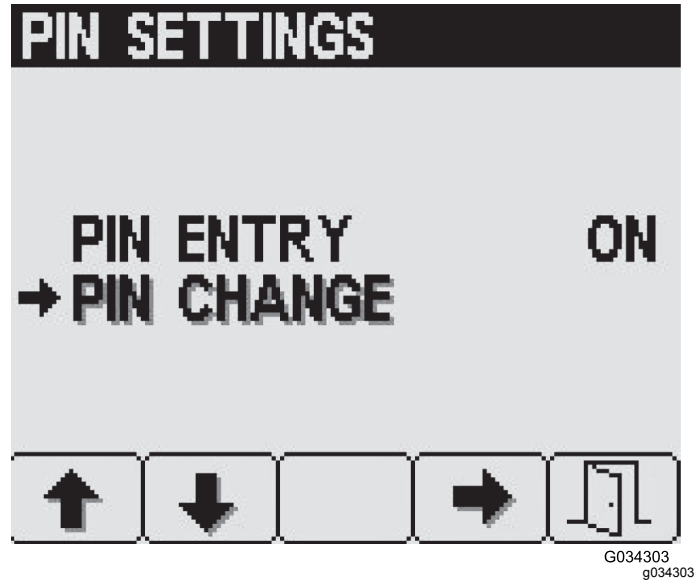 PIN SETTINGS
PIN ENTRY ON
PIN CHANGE
G034303
g034303